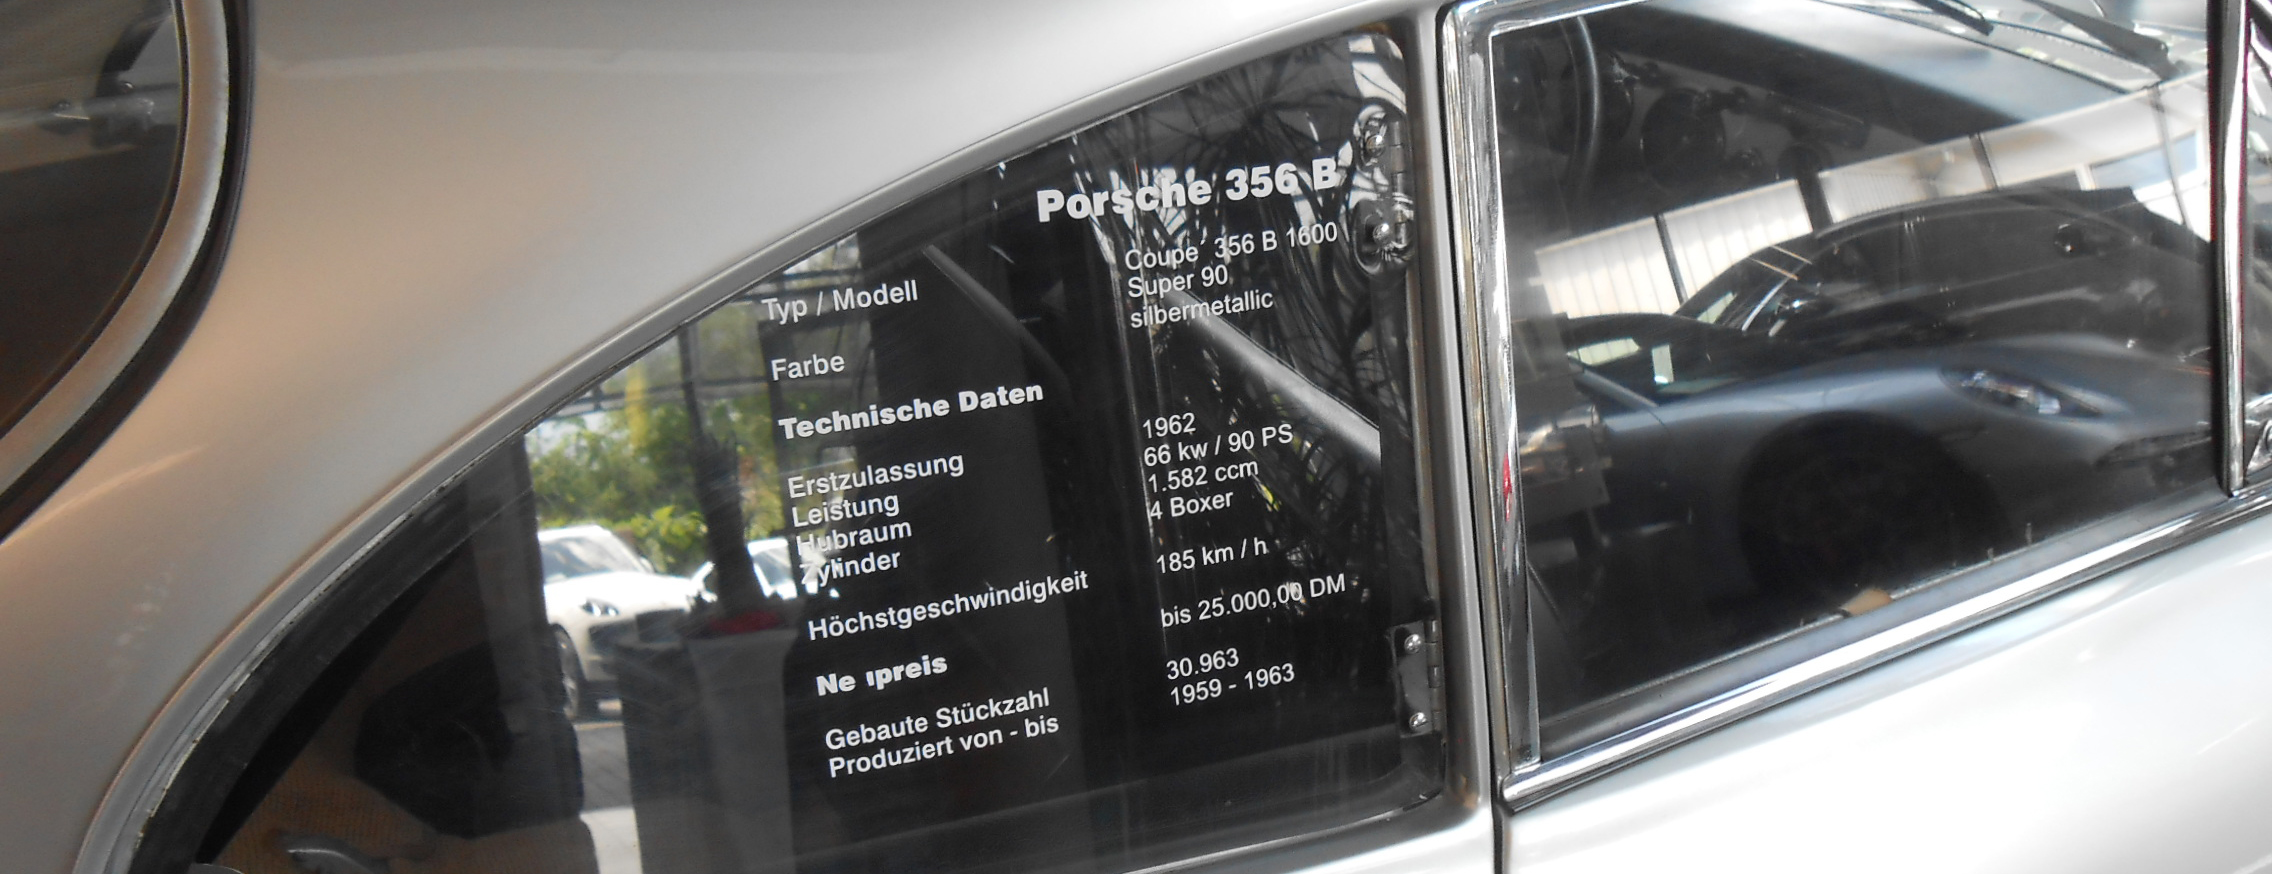 Porsche 356 B
Typ / Modell Coupe´ 356 B 1600
Super 90
Farbe silbermetallic
Technische Daten
Erstzulassung 1962
Leistung 66 kw / 90 PS
Hubraum 1.582 ccm
Zylinder 4 Boxer
Höchstgeschwindigkeit 185 km / h
Neupreis bis 25.000,00 DM
Gebaute Stückzahl 30.963
Produziert von - bis 1959 - 1963